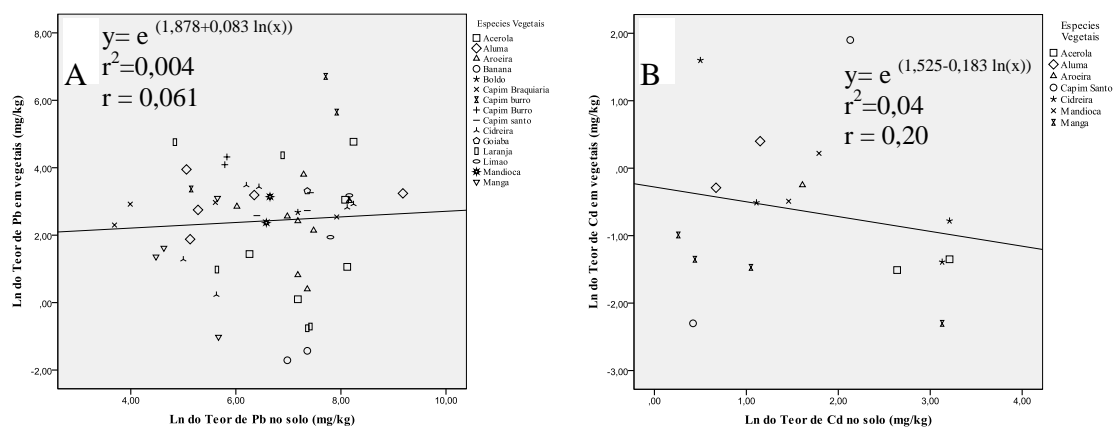 A
y= e (1,878+0,083 ln(x))
r²=0,004
r = 0,061
Ln do Teor de Pb em vegetais (mg/kg)
8,00
6,00
4,00
2,00
,00
-2,00
4,00 6,00 8,00 10,00
Ln do Teor de Pb no solo (mg/kg)
Especies Vegetais
Acerola
Aluma
Aroeira
Banana
Boldo
Capim Braquiaria
Capim burro
Capim Burro
Capim santo
Cidreira
Goiaba
Laranja
Limao
Mandioca
Manga
B
y= e (1,525-0,183 ln(x))
r²=0,04
r = 0,20
Ln do Teor de Cd em vegetais (mg/kg)
2,00
1,00
,00
-1,00
-2,00
-3,00
,00 1,00 2,00 3,00 4,00
Ln do Teor de Cd no solo (mg/kg)
Especies
Vegetais
Acerola
Aluma
Aroeira
Capim Santo
Cidreira
Mandioca
Manga